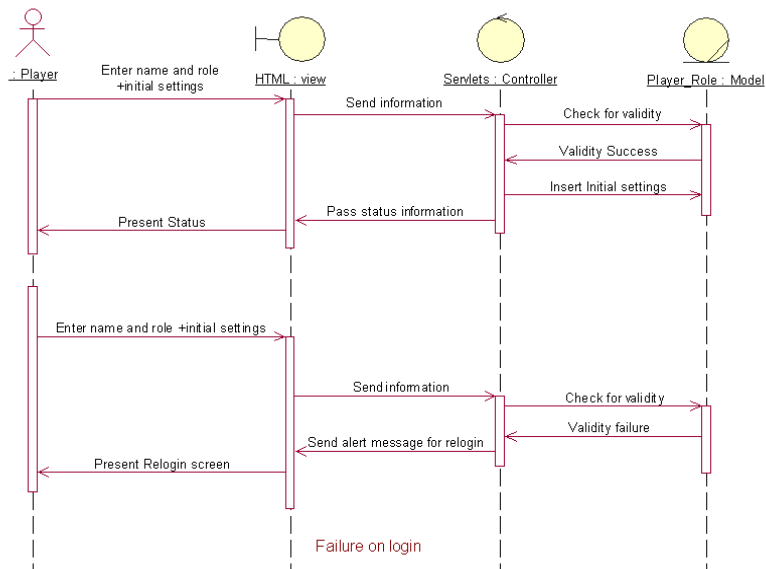 : Player
HTML : view
Servlets : Controller
Player_Role : Model
Enter name and role
+initial settings
Send information
Check for validity
Validity Success
Insert Initial settings
Pass status information
Present Status
Enter name and role +initial settings
Send information
Check for validity
Validity failure
Send alert message for relogin
Present Relogin screen
Failure on login